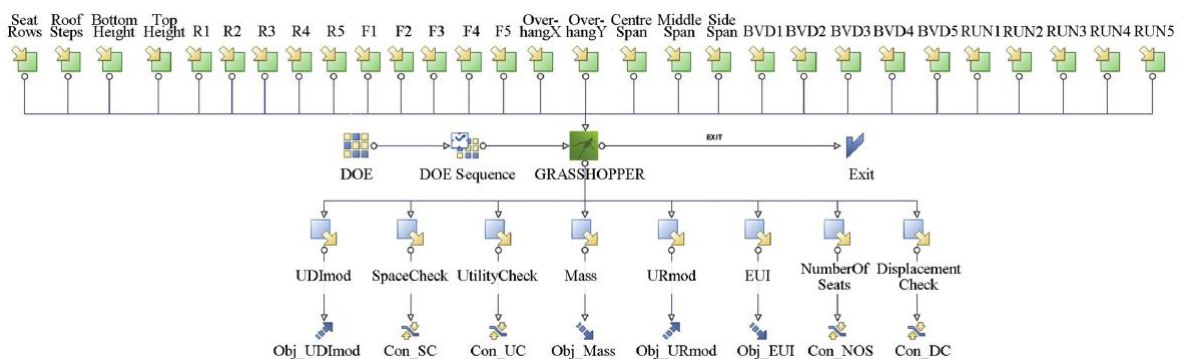 Seat Rows
Roof Steps
Bottom Height
Top Height
R1
R2
R3
R4
R5
F1
F2
F3
F4
F5
Over-hangX
Over-hangY
Centre Span
Middle Span
Side Span
BVD1
BVD2
BVD3
BVD4
BVD5
RUN1
RUN2
RUN3
RUN4
RUN5
EXIT
DOE
DOE Sequence
GRASSHOPPER
Exit
UDImod
SpaceCheck
UtilityCheck
Mass
URmod
EUI
NumberOf Seats
Displacement Check
Obj_UDImod
Con_SC
Con_UC
Obj_Mass
Obj_URmod
Obj_EUI
Con_NOS
Con_DC